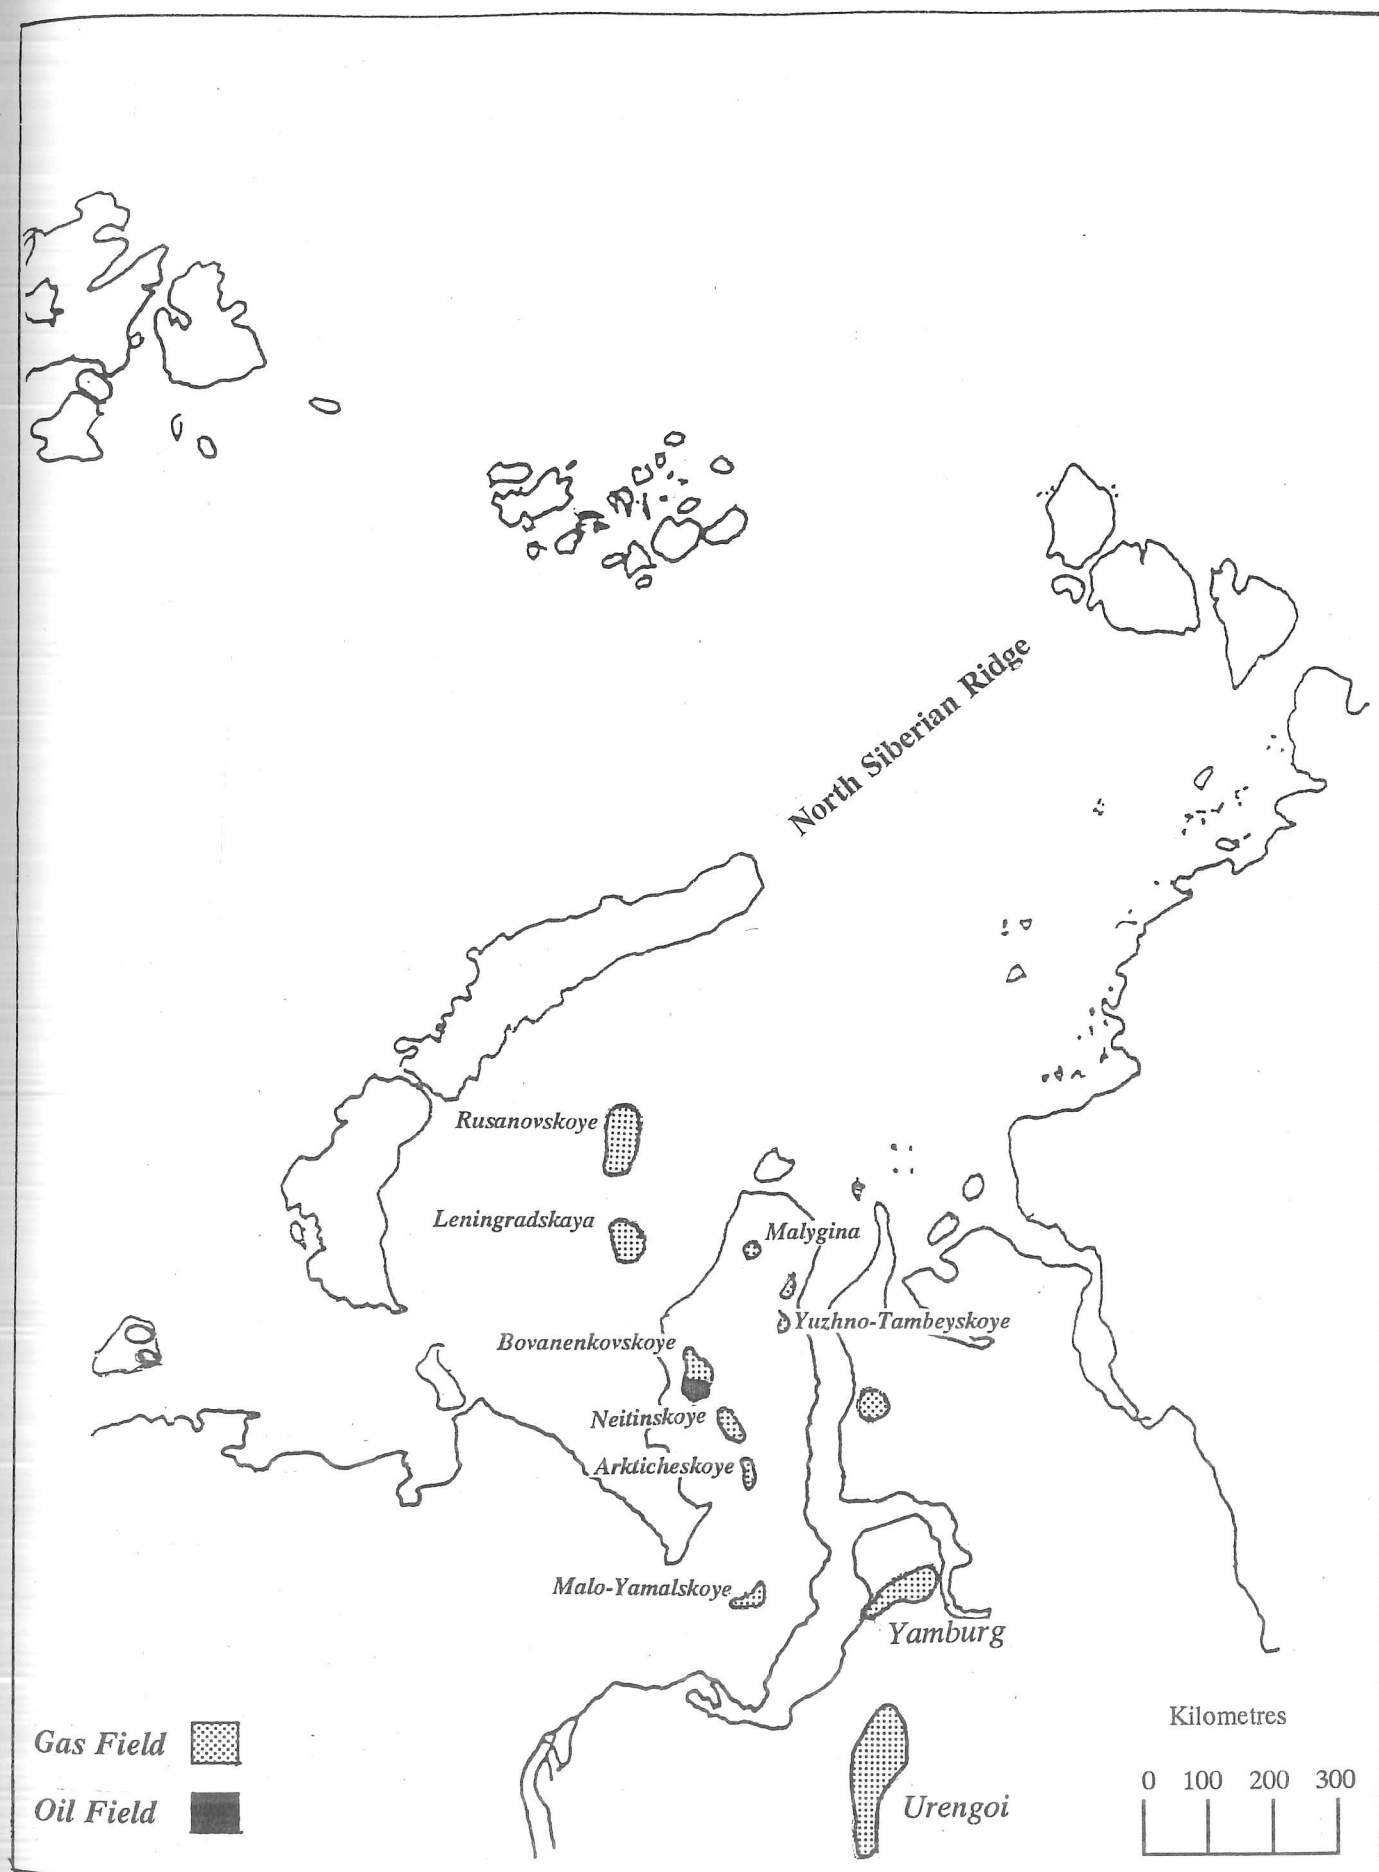 North Siberian Ridge
Rusanovskoye
Leningradskaya
Malygina
Yuzhno-Tambeyskoye
Bovanenkovskoye
Neitinskoye
Arkticheskoye
Malo-Yamalskoye
Yamburg
Urengoi
Gas Field
Oil Field
Kilometres
0 100 200 300